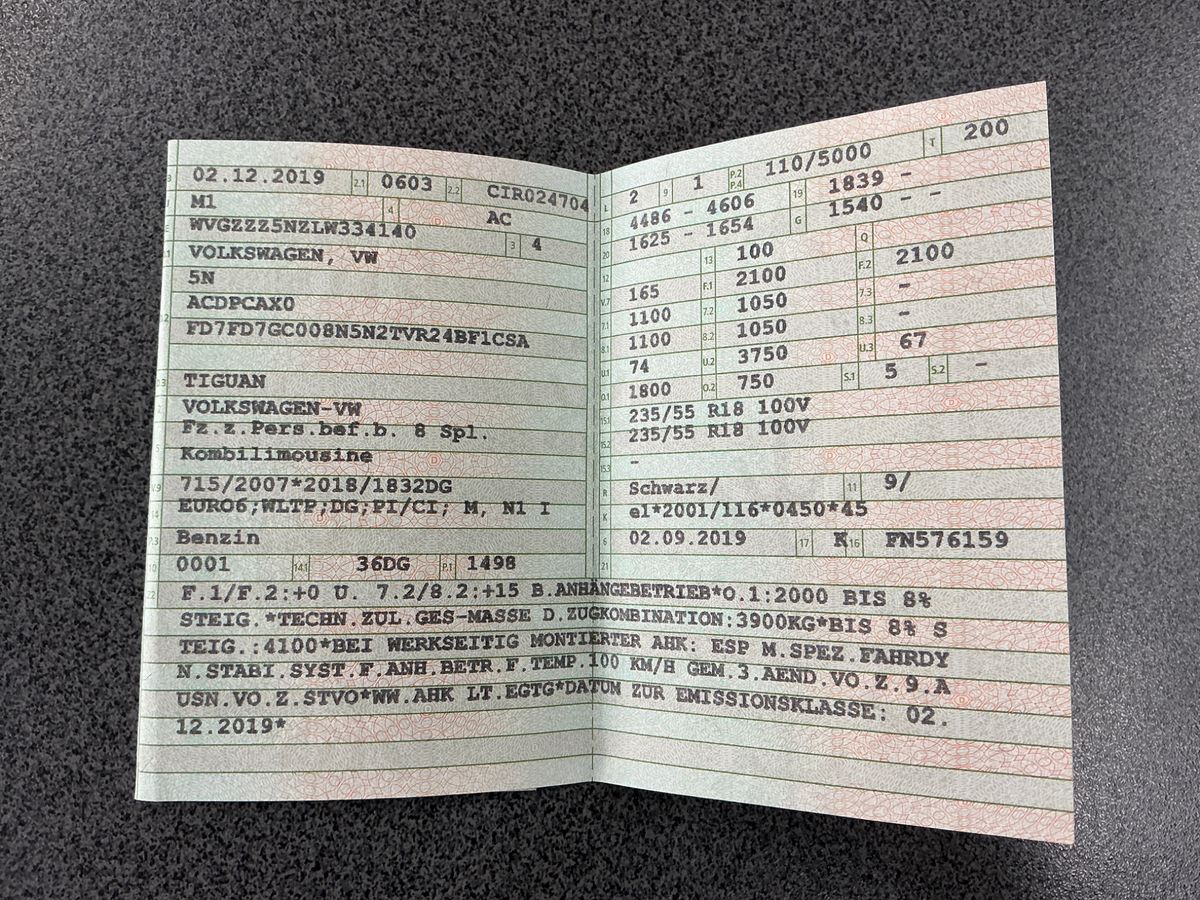 02.12.2019 2.1 0603 2.2 CIR024704
M1 4 AC
WVGZZZ5NZLW334140 3 4
VOLKSWAGEN, VW
5N
ACDPCAX0
FD7FD7GC008N5N2TVR24BF1CSA
TIGUAN
VOLKSWAGEN-VW
Fz.z.Pers.bef.b. 8 Spl.
Kombilimousine
715/2007*2018/1832DG
EURO6;WLTP;DG;PI/CI; M, N1 I
Benzin
0001 14.1 36DG P.1 1498
L 2 9 1 P.2 P.4 110/5000 T 200
18 4486 - 4606 19 1839 -
20 1625 - 1654 G 1540 - -
12 13 100 Q
V.7 165 F.1 2100 F.2 2100
7.1 1100 7.2 1050 7.3 -
8.1 1100 8.2 1050 8.3 -
U.1 74 U.2 3750 U.3 67
O.1 1800 O.2 750 S.1 5 S.2 -
15.1 235/55 R18 100V
15.2 235/55 R18 100V
15.3 -
R Schwarz/ 11 9/
K e1*2001/116*0450*45
6 02.09.2019 17 K 16 FN576159
21
F.1/F.2:+0 U. 7.2/8.2:+15 B.ANHÄNGEBETRIEB*O.1:2000 BIS 8%
STEIG.*TECHN.ZUL.GES-MASSE D.ZUGKOMBINATION:3900KG*BIS 8% S
TEIG.:4100*BEI WERKSEITIG MONTIERTER AHK: ESP M.SPEZ.FAHRDY
N.STABI.SYST.F.ANH.BETR.F.TEMP.100 KM/H GEM.3.AEND.VO.Z.9.A
USN.VO.Z.STVO*WW.AHK LT.EGTG*DATUM ZUR EMISSIONSKLASSE: 02.
12.2019*